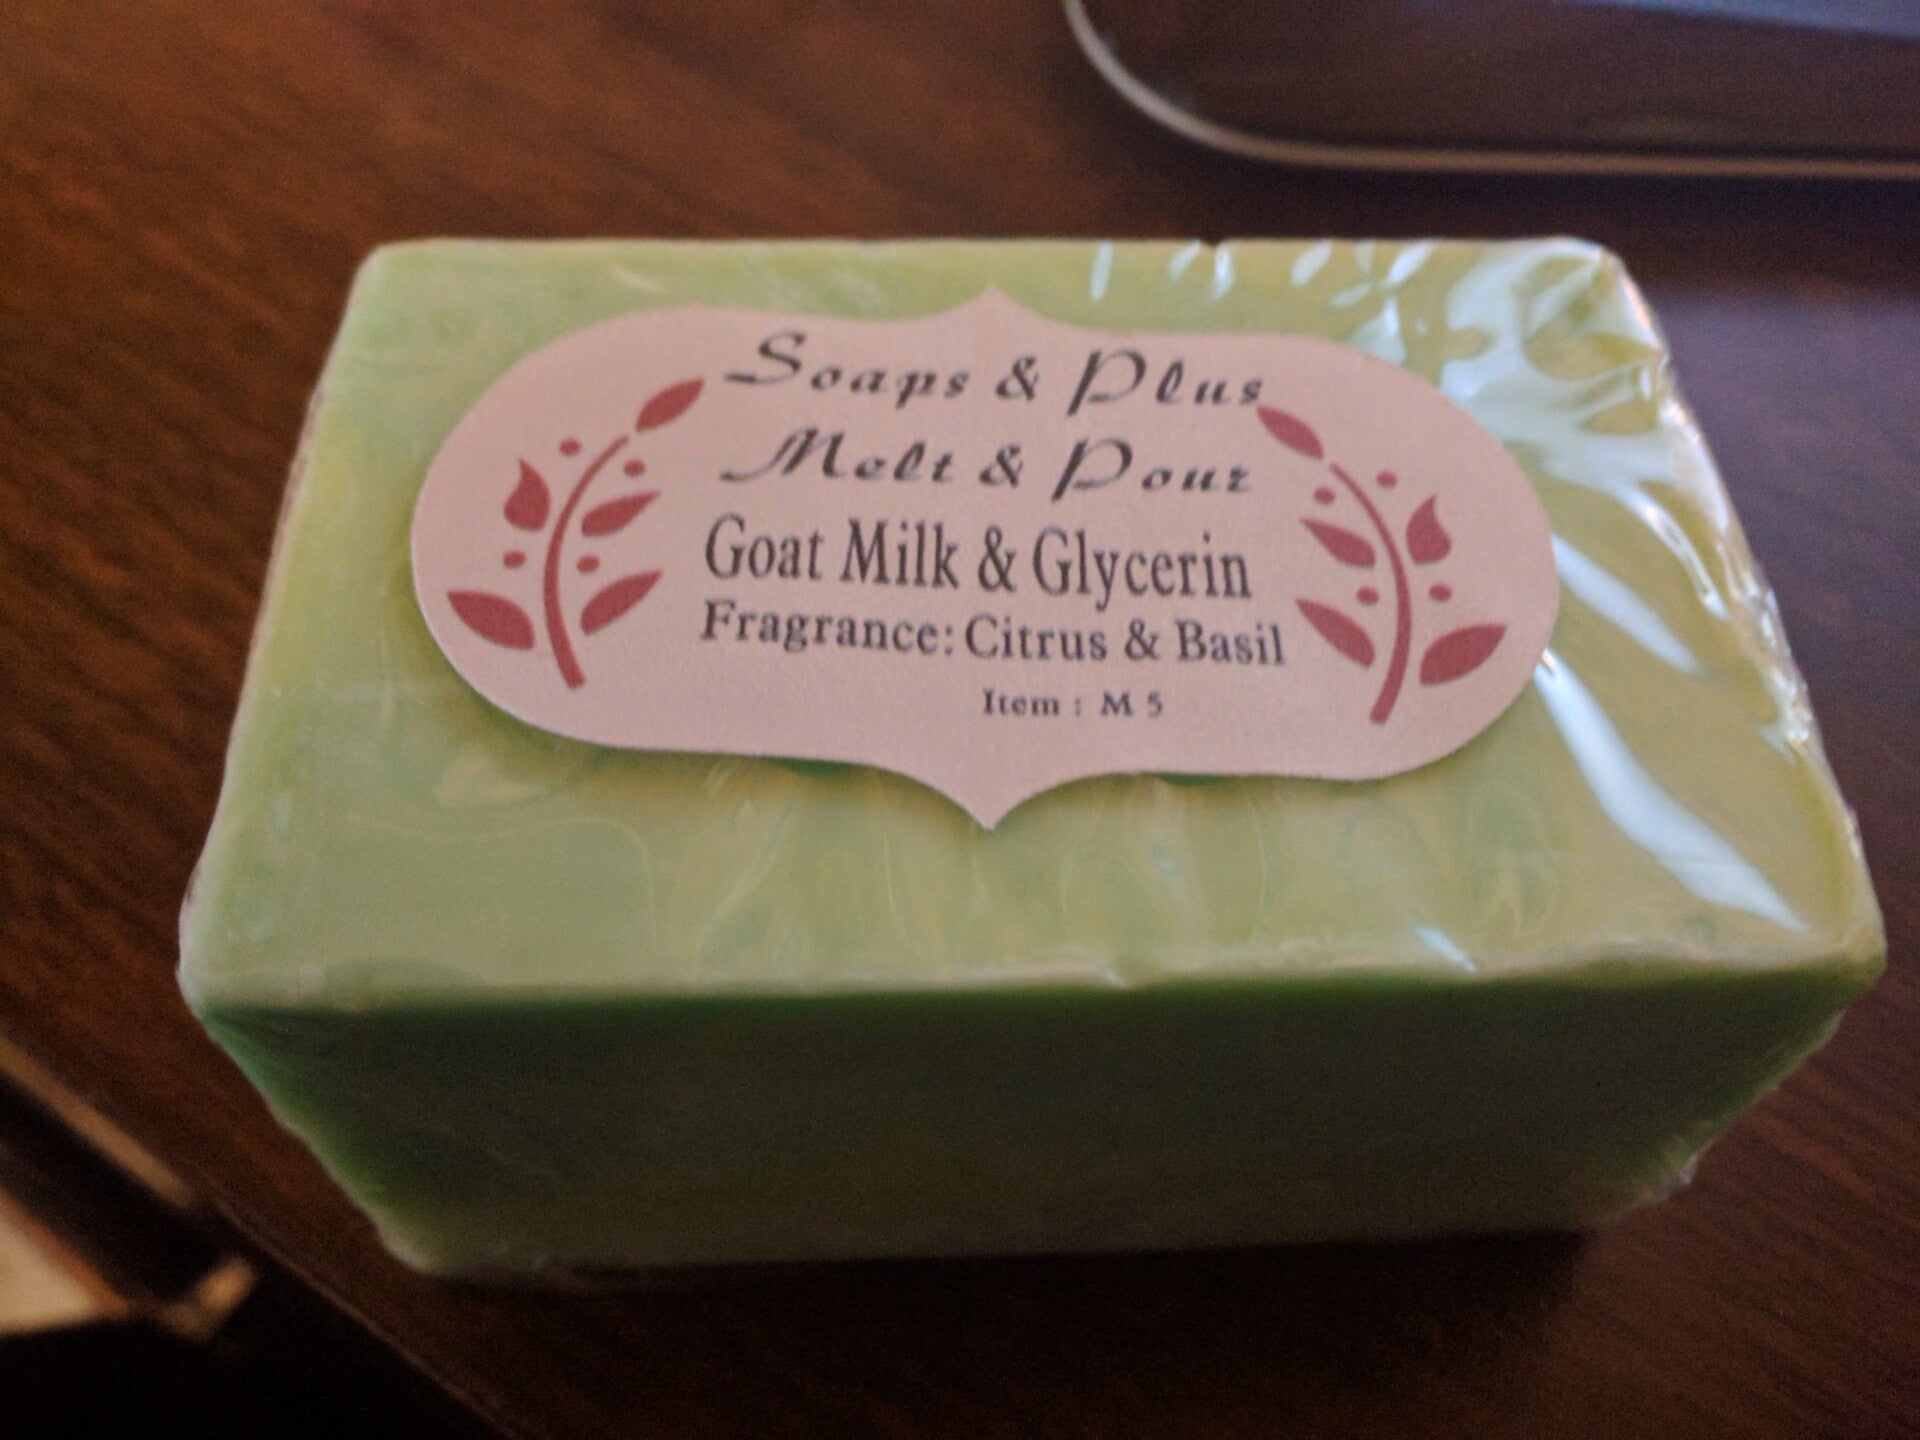 Soaps & Plus
Melt & Pour
Goat Milk & Glycerin
Fragrance: Citrus & Basil
Item : M 5